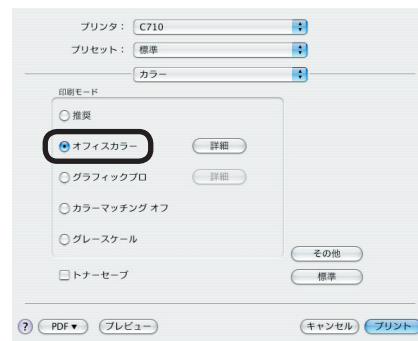 プリンタ： C710
プリセット： 標準
カラー
印刷モード
推奨
オフィスカラー 詳細
グラフィックプロ 詳細
カラーマッチング オフ
グレースケール
その他
トナーセーブ 標準
? PDF▼ プレビュー キャンセル プリント